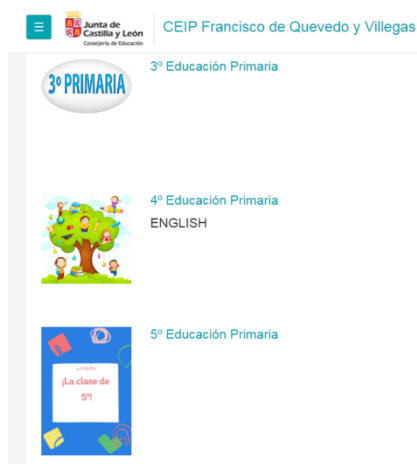 Junta de
Castilla y León
Consejería de Educación
CEIP Francisco de Quevedo y Villegas
3º PRIMARIA
3º Educación Primaria
4º Educación Primaria
ENGLISH
5º Educación Primaria
¡La clase de
5º!